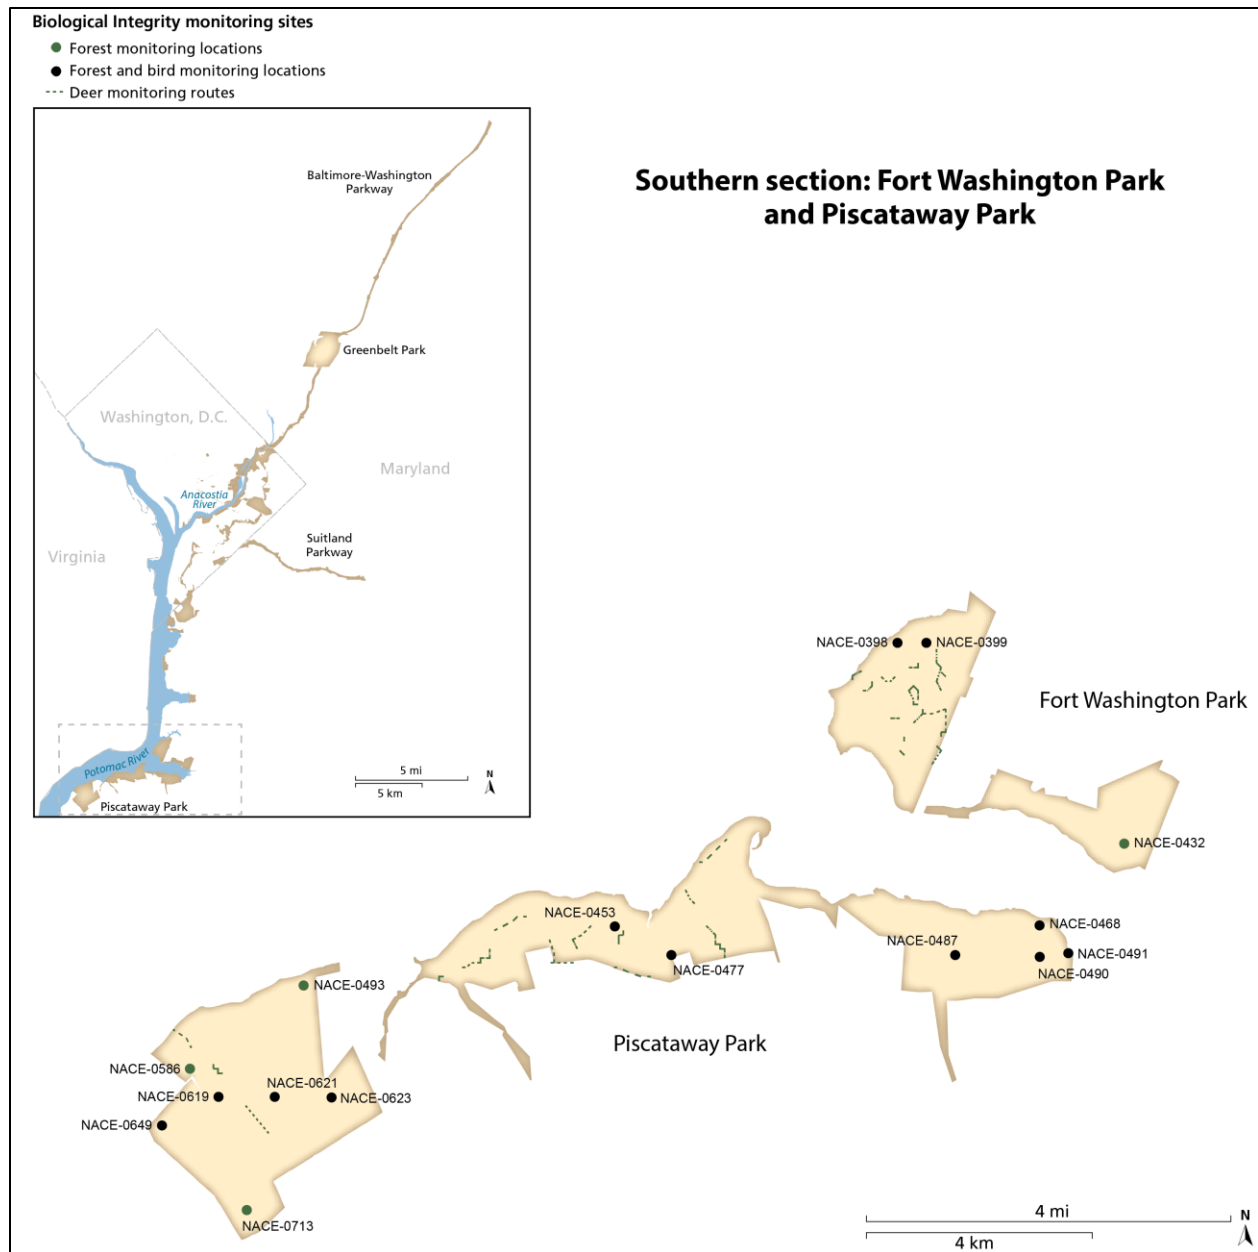 Biological Integrity monitoring sites
Forest monitoring locations
Forest and bird monitoring locations
Deer monitoring routes
Southern section: Fort Washington Park
and Piscataway Park
Baltimore-Washington
Parkway
Greenbelt Park
Washington, D.C.
Maryland
Anacostia
River
Virginia
Suitland
Parkway
Potomac River
Piscataway Park
5 mi
5 km
N
NACE-0398
NACE-0399
Fort Washington Park
NACE-0432
NACE-0453
NACE-0477
NACE-0468
NACE-0487
NACE-0491
NACE-0490
NACE-0493
Piscataway Park
NACE-0586
NACE-0621
NACE-0619
NACE-0623
NACE-0649
NACE-0713
4 mi
4 km
N